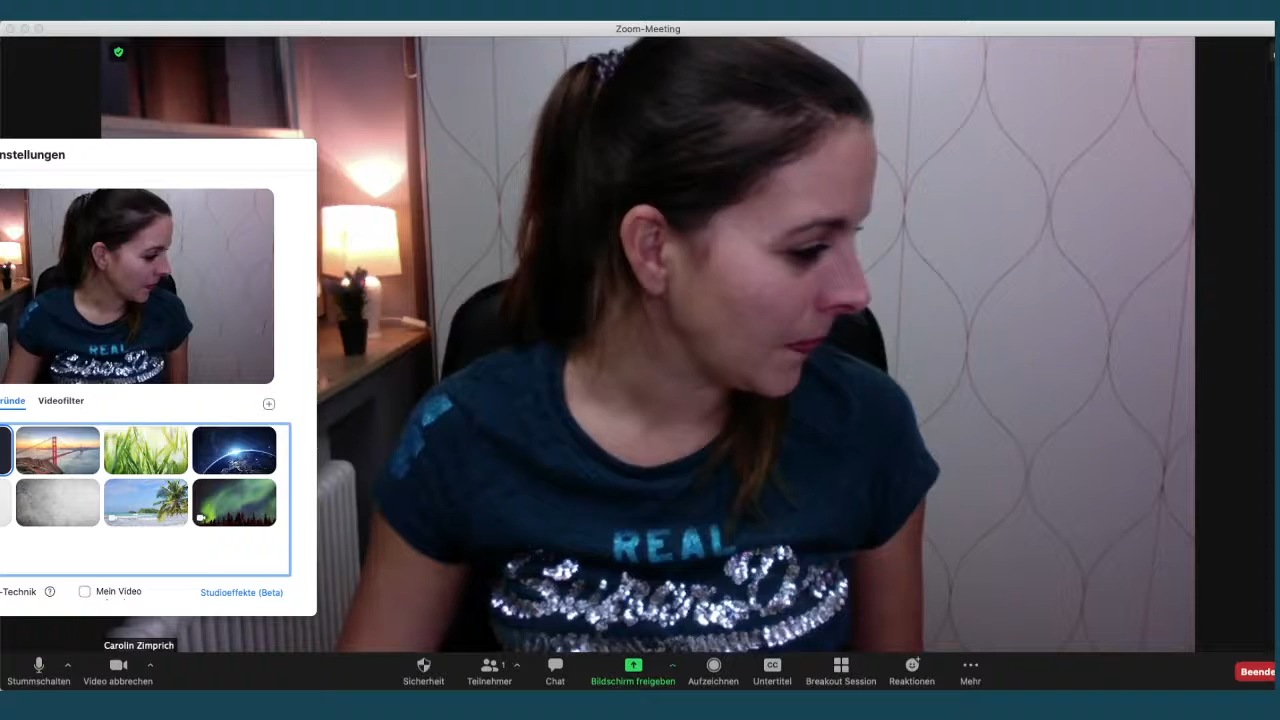 Zoom-Meeting
nstellungen
REAL
ründe Videofilter
-Technik
Mein Video
Studioeffekte (Beta)
REAL
Carolin Zimprich
Stummschalten
Video abbrechen
Sicherheit
Teilnehmer
1
Chat
Bildschirm freigeben
Aufzeichnen
CC
Untertitel
Breakout Session
Reaktionen
Mehr
Beende